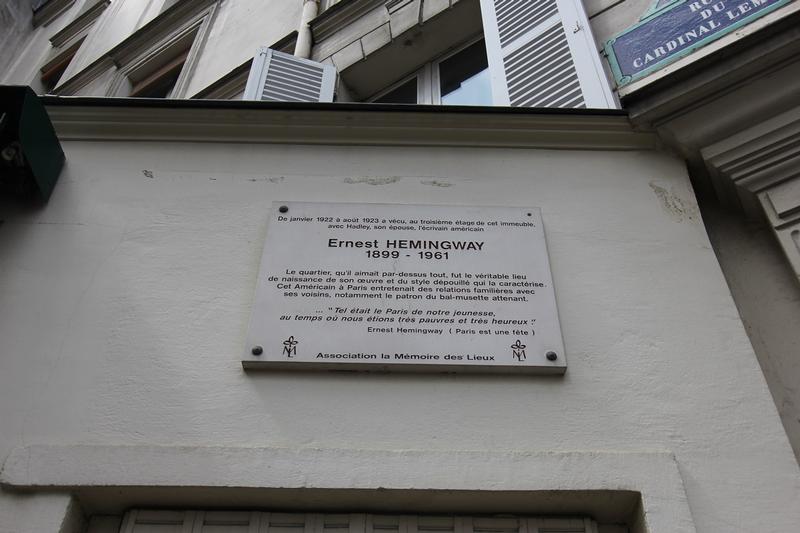 RUE
DU
CARDINAL LEM
De janvier 1922 à août 1923 a vécu, au troisième étage de cet immeuble,
avec Hadley, son épouse, l'écrivain américain
Ernest HEMINGWAY
1899 - 1961
Le quartier, qu'il aimait par-dessus tout, fut le véritable lieu
de naissance de son œuvre et du style dépouillé qui la caractérise.
Cet Américain à Paris entretenait des relations familières avec
ses voisins, notamment le patron du bal-musette attenant.
... "Tel était le Paris de notre jeunesse,
au temps où nous étions très pauvres et très heureux".
Ernest Hemingway ( Paris est une fête )
Association la Mémoire des Lieux